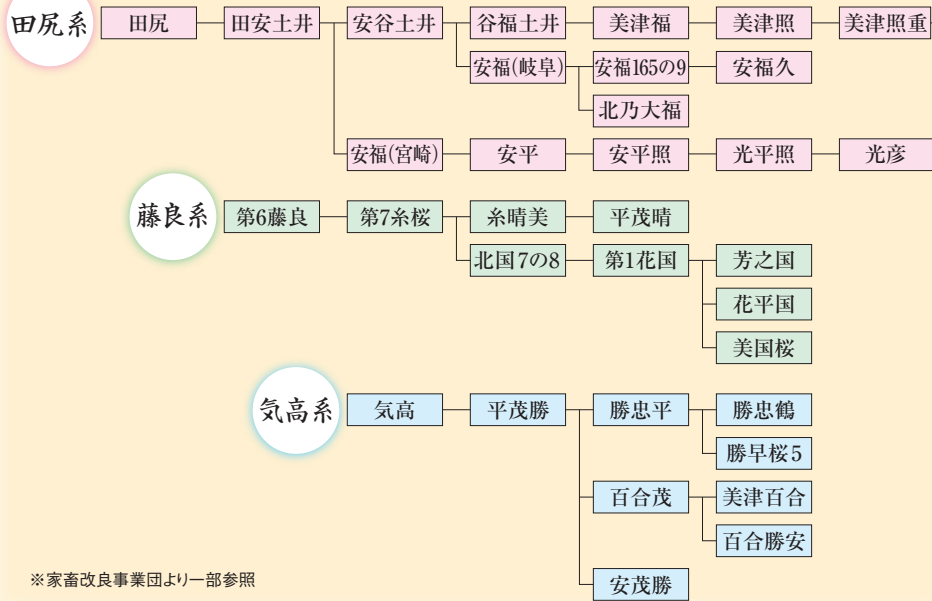 田尻系 田尻 田安土井 安谷土井 谷福土井 美津福 美津照 美津照重
安福(岐阜) 安福165の9 安福久
北乃大福
安福(宮崎) 安平 安平照 光平照 光彦
藤良系 第6藤良 第7糸桜 糸晴美 平茂晴
北国7の8 第1花国 芳之国
花平国
美国桜
気高系 気高 平茂勝 勝忠平 勝忠鶴
勝早桜5
百合茂 美津百合
百合勝安
安茂勝
※家畜改良事業団より一部参照